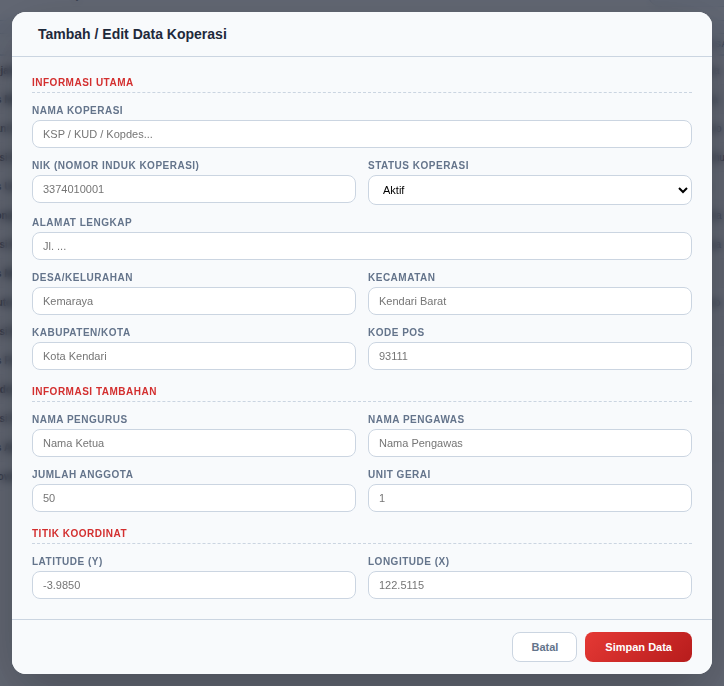 Tambah / Edit Data Koperasi
INFORMASI UTAMA
NAMA KOPERASI
KSP / KUD / Kopdes...
NIK (NOMOR INDUK KOPERASI)
STATUS KOPERASI
3374010001
Aktif
ALAMAT LENGKAP
Jl. ...
DESA/KELURAHAN
KECAMATAN
Kemaraya
Kendari Barat
KABUPATEN/KOTA
KODE POS
Kota Kendari
93111
INFORMASI TAMBAHAN
NAMA PENGURUS
NAMA PENGAWAS
Nama Ketua
Nama Pengawas
JUMLAH ANGGOTA
UNIT GERAI
50
1
TITIK KOORDINAT
LATITUDE (Y)
LONGITUDE (X)
-3.9850
122.5115
Batal
Simpan Data